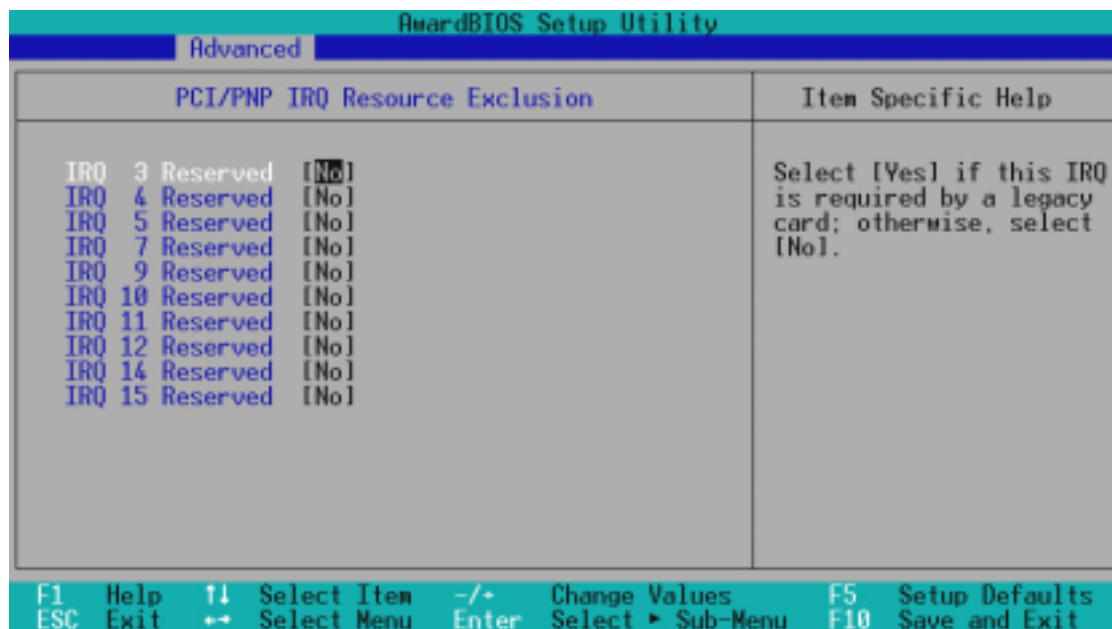 AwardBIOS Setup Utility
Advanced
PCI/PNP IRQ Resource Exclusion
IRQ 3 Reserved [No]
IRQ 4 Reserved [No]
IRQ 5 Reserved [No]
IRQ 7 Reserved [No]
IRQ 9 Reserved [No]
IRQ 10 Reserved [No]
IRQ 11 Reserved [No]
IRQ 12 Reserved [No]
IRQ 14 Reserved [No]
IRQ 15 Reserved [No]
Item Specific Help
Select [Yes] if this IRQ
is required by a legacy
card; otherwise, select
[No].
F1 Help ↑↓ Select Item -/+ Change Values F5 Setup Defaults
ESC Exit ←→ Select Menu Enter Select ► Sub-Menu F10 Save and Exit